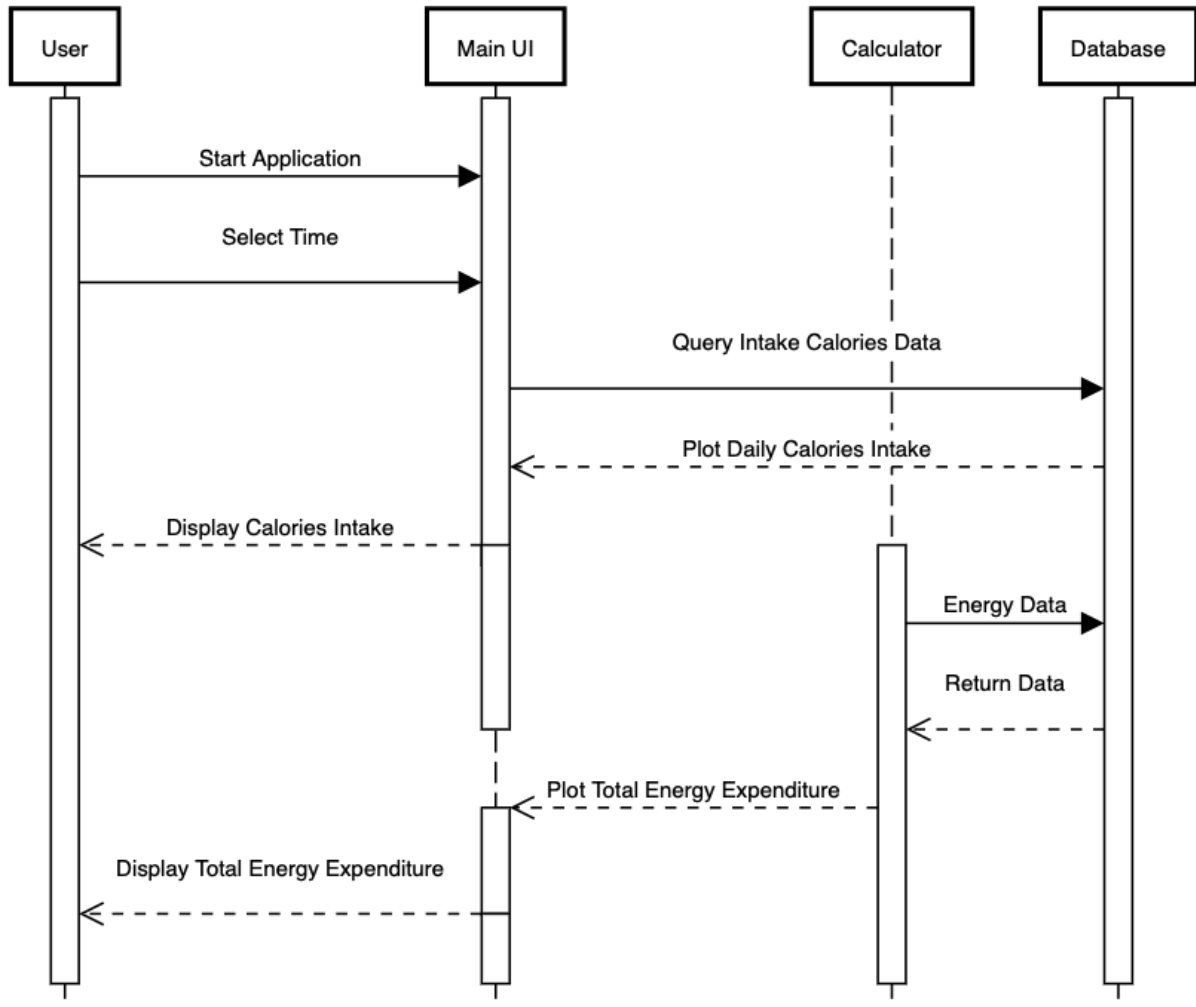 User
Main UI
Calculator
Database
Start Application
Select Time
Query Intake Calories Data
Plot Daily Calories Intake
Display Calories Intake
Energy Data
Return Data
Plot Total Energy Expenditure
Display Total Energy Expenditure